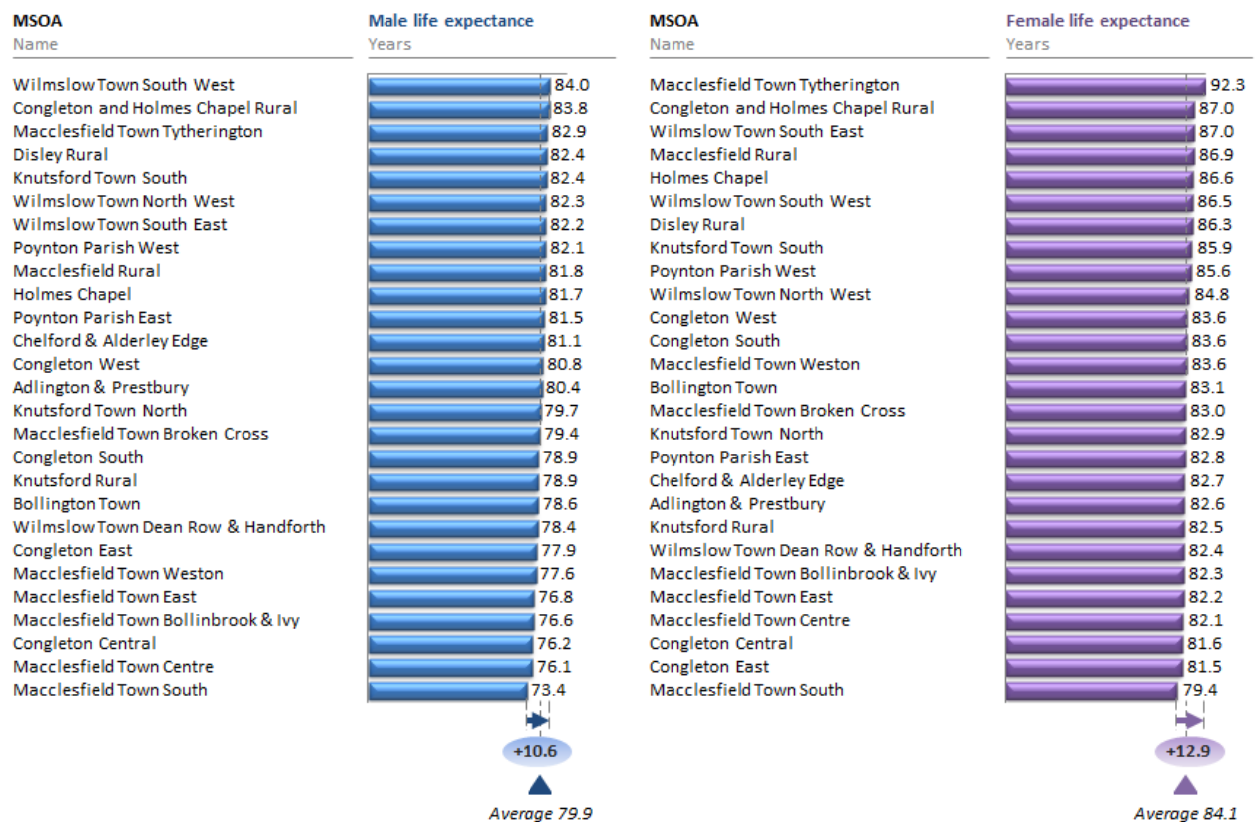 MSOA Male life expectance MSOA Female life expectance
Name Years Name Years
Wilmslow Town South West 84.0 Macclesfield Town Tytherington 92.3
Congleton and Holmes Chapel Rural 83.8 Congleton and Holmes Chapel Rural 87.0
Macclesfield Town Tytherington 82.9 Wilmslow Town South East 87.0
Disley Rural 82.4 Macclesfield Rural 86.9
Knutsford Town South 82.4 Holmes Chapel 86.6
Wilmslow Town North West 82.3 Wilmslow Town South West 86.5
Wilmslow Town South East 82.2 Disley Rural 86.3
Poynton Parish West 82.1 Knutsford Town South 85.9
Macclesfield Rural 81.8 Poynton Parish West 85.6
Holmes Chapel 81.7 Wilmslow Town North West 84.8
Poynton Parish East 81.5 Congleton West 83.6
Chelford & Alderley Edge 81.1 Congleton South 83.6
Congleton West 80.8 Macclesfield Town Weston 83.6
Adlington & Prestbury 80.4 Bollington Town 83.1
Knutsford Town North 79.7 Macclesfield Town Broken Cross 83.0
Macclesfield Town Broken Cross 79.4 Knutsford Town North 82.9
Congleton South 78.9 Poynton Parish East 82.8
Knutsford Rural 78.9 Chelford & Alderley Edge 82.7
Bollington Town 78.6 Adlington & Prestbury 82.6
Wilmslow Town Dean Row & Handforth 78.4 Knutsford Rural 82.5
Congleton East 77.9 Wilmslow Town Dean Row & Handforth 82.4
Macclesfield Town Weston 77.6 Macclesfield Town Bollinbrook & Ivy 82.3
Macclesfield Town East 76.8 Macclesfield Town East 82.2
Macclesfield Town Bollinbrook & Ivy 76.6 Macclesfield Town Centre 82.1
Congleton Central 76.2 Congleton Central 81.6
Macclesfield Town Centre 76.1 Congleton East 81.5
Macclesfield Town South 73.4 Macclesfield Town South 79.4
+10.6 +12.9
Average 79.9 Average 84.1